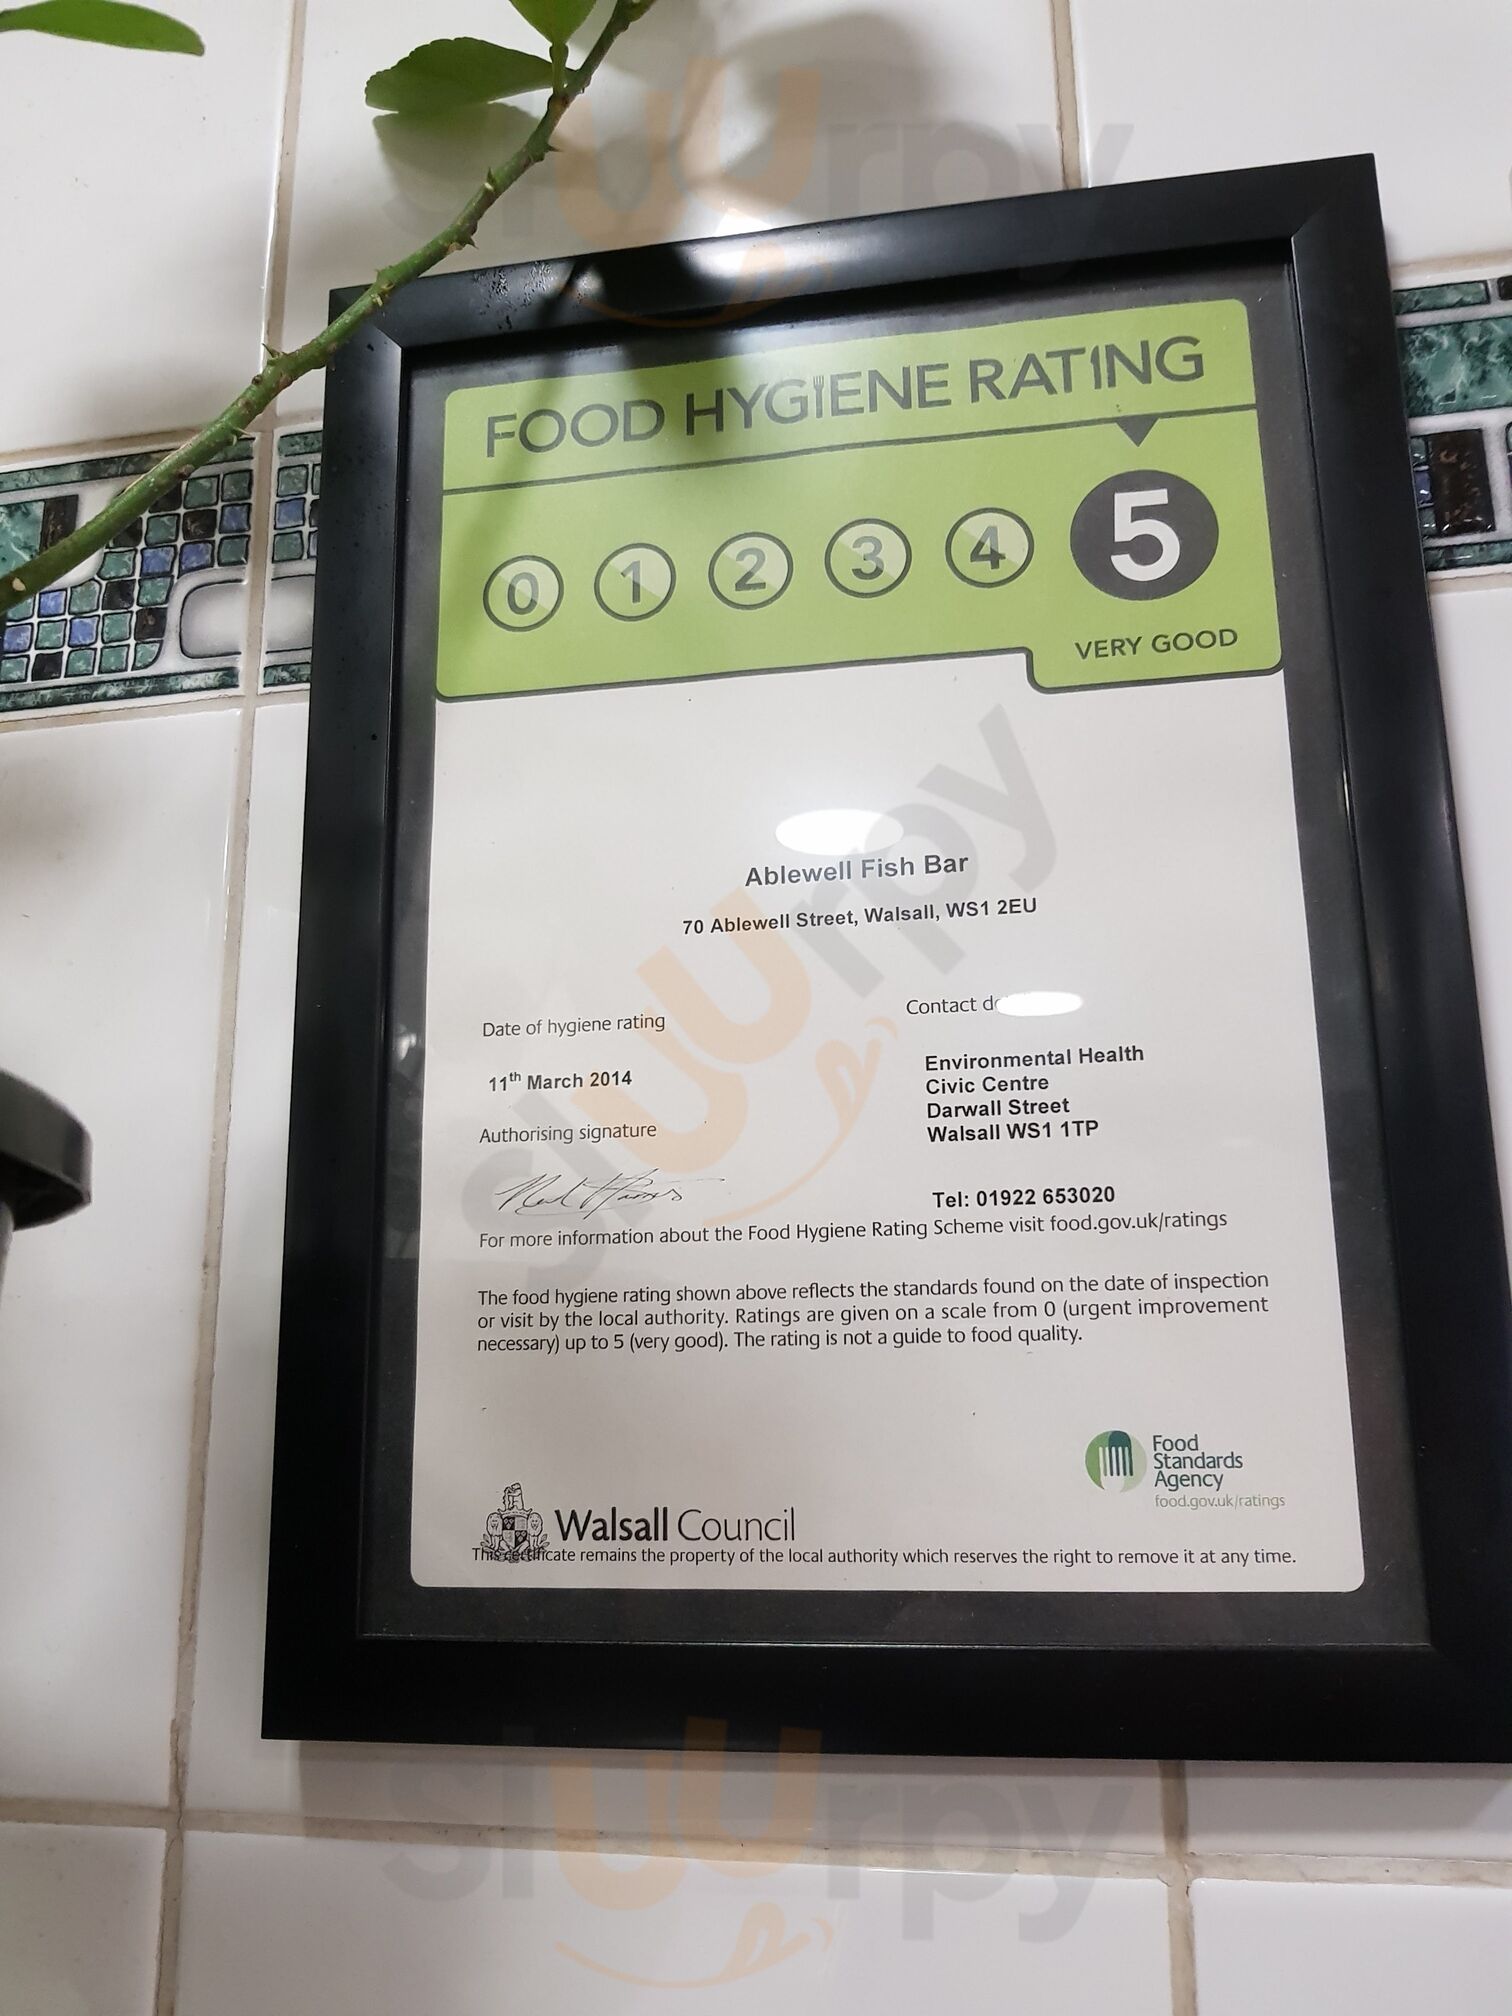 FOOD HYGIENE RATING
0 1 2 3 4 5
VERY GOOD
Ablewell Fish Bar
70 Ablewell Street, Walsall, WS1 2EU
Date of hygiene rating
11th March 2014
Authorising signature
Contact
Environmental Health
Civic Centre
Darwall Street
Walsall WS1 1TP
Tel: 01922 653020
For more information about the Food Hygiene Rating Scheme visit food.gov.uk/ratings
The food hygiene rating shown above reflects the standards found on the date of inspection
or visit by the local authority. Ratings are given on a scale from 0 (urgent improvement
necessary) up to 5 (very good). The rating is not a guide to food quality.
Food
Standards
Agency
food.gov.uk/ratings
Walsall Council
This certificate remains the property of the local authority which reserves the right to remove it at any time.
sluurpy
sluurpy
sluurpy